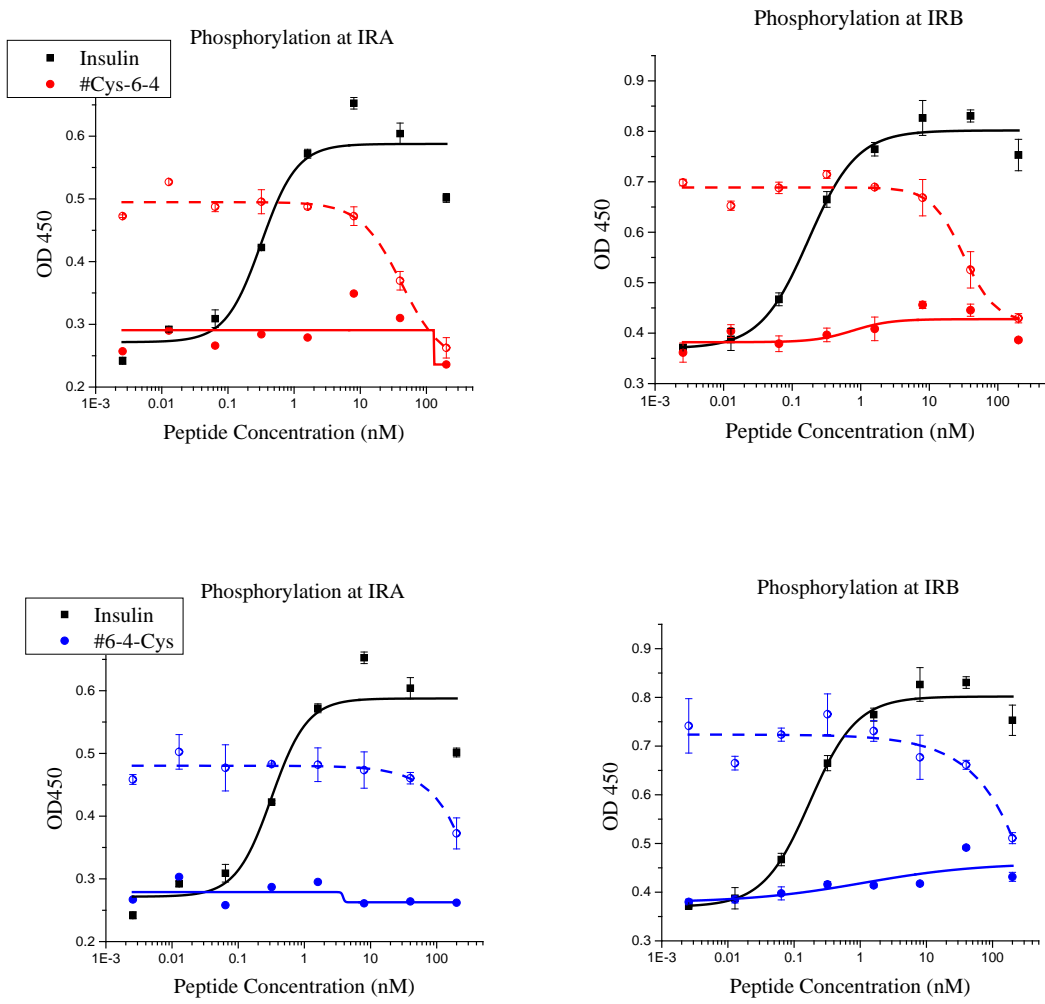 Phosphorylation at IRA
Insulin
#Cys-6-4
OD 450
0.6
0.5
0.4
0.3
0.2
1E-3 0.01 0.1 1 10 100
Peptide Concentration (nM)
Phosphorylation at IRB
OD 450
0.9
0.8
0.7
0.6
0.5
0.4
0.3
1E-3 0.01 0.1 1 10 100
Peptide Concentration (nM)
Phosphorylation at IRA
Insulin
#6-4-Cys
OD450
0.6
0.5
0.4
0.3
0.2
1E-3 0.01 0.1 1 10 100
Peptide Concentration (nM)
Phosphorylation at IRB
OD 450
0.9
0.8
0.7
0.6
0.5
0.4
0.3
1E-3 0.01 0.1 1 10 100
Peptide Concentration (nM)